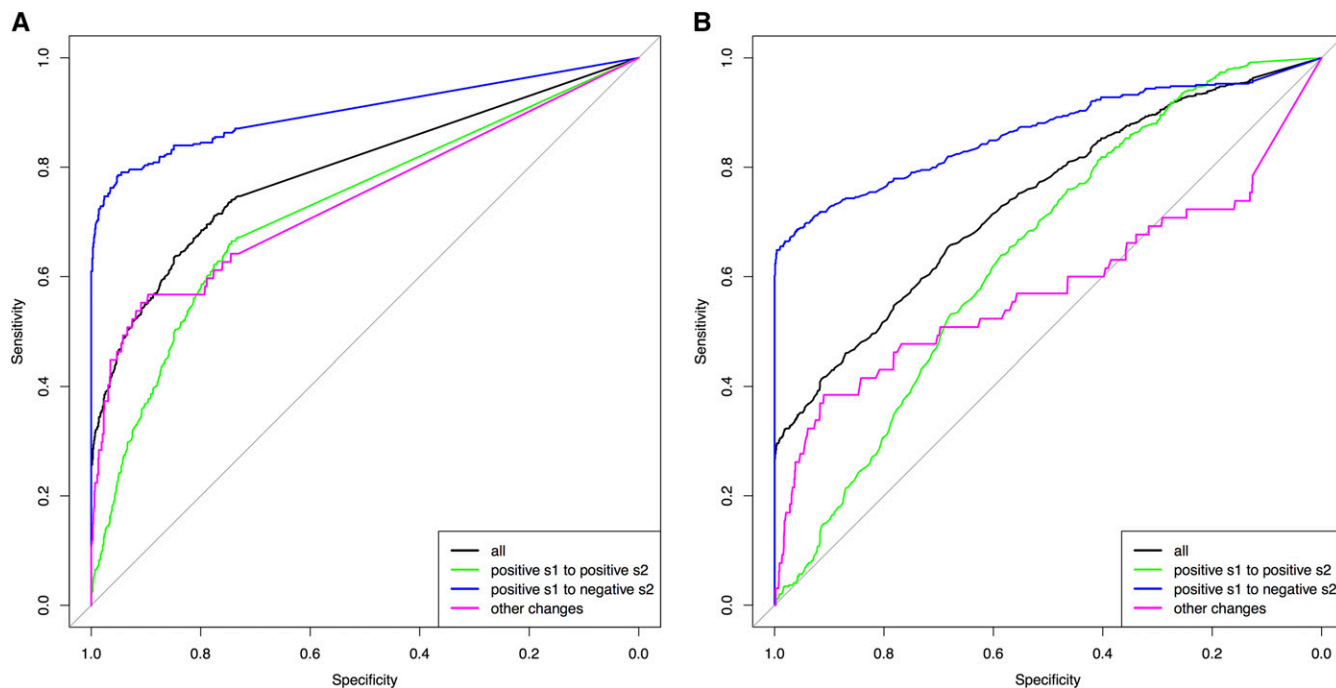 A
1.0
0.8
0.6
0.4
0.2
0.0
Sensitivity
1.0
0.8
0.6
0.4
0.2
0.0
Specificity
all
positive s1 to positive s2
positive s1 to negative s2
other changes
B
1.0
0.8
0.6
0.4
0.2
0.0
Sensitivity
1.0
0.8
0.6
0.4
0.2
0.0
Specificity
all
positive s1 to positive s2
positive s1 to negative s2
other changes